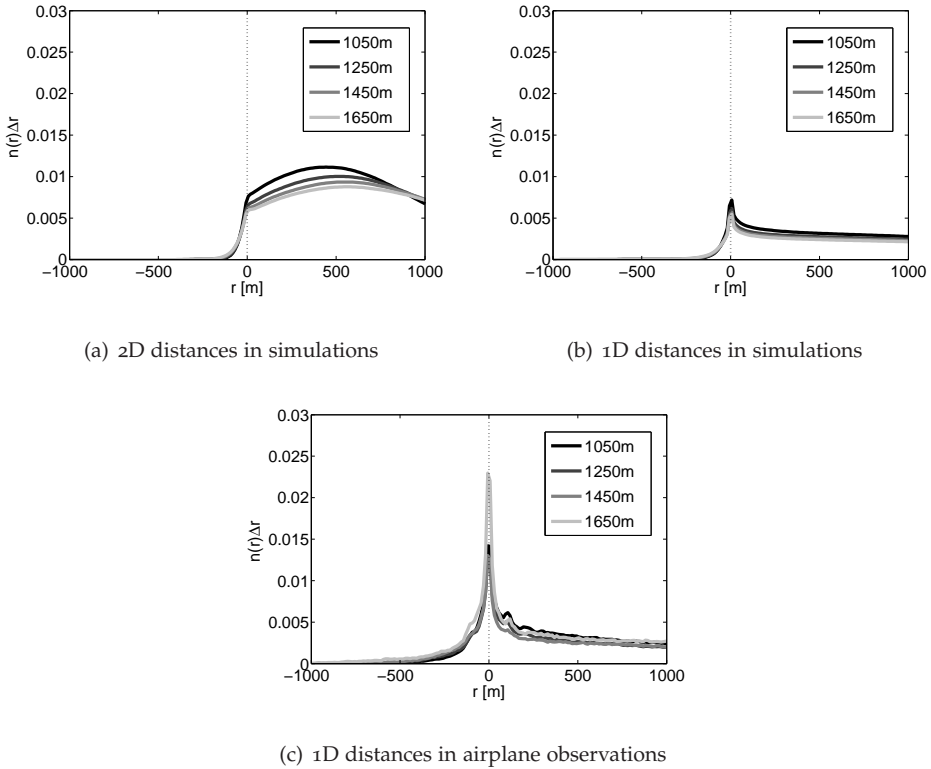 0.03
0.025
0.02
0.015
0.01
0.005
0
n(r)Δr
−1000
−500
0
500
1000
r [m]
1050m
1250m
1450m
1650m
(a) 2D distances in simulations
0.03
0.025
0.02
0.015
0.01
0.005
0
n(r)Δr
−1000
−500
0
500
1000
r [m]
1050m
1250m
1450m
1650m
(b) 1D distances in simulations
0.03
0.025
0.02
0.015
0.01
0.005
0
n(r)Δr
−1000
−500
0
500
1000
r [m]
1050m
1250m
1450m
1650m
(c) 1D distances in airplane observations